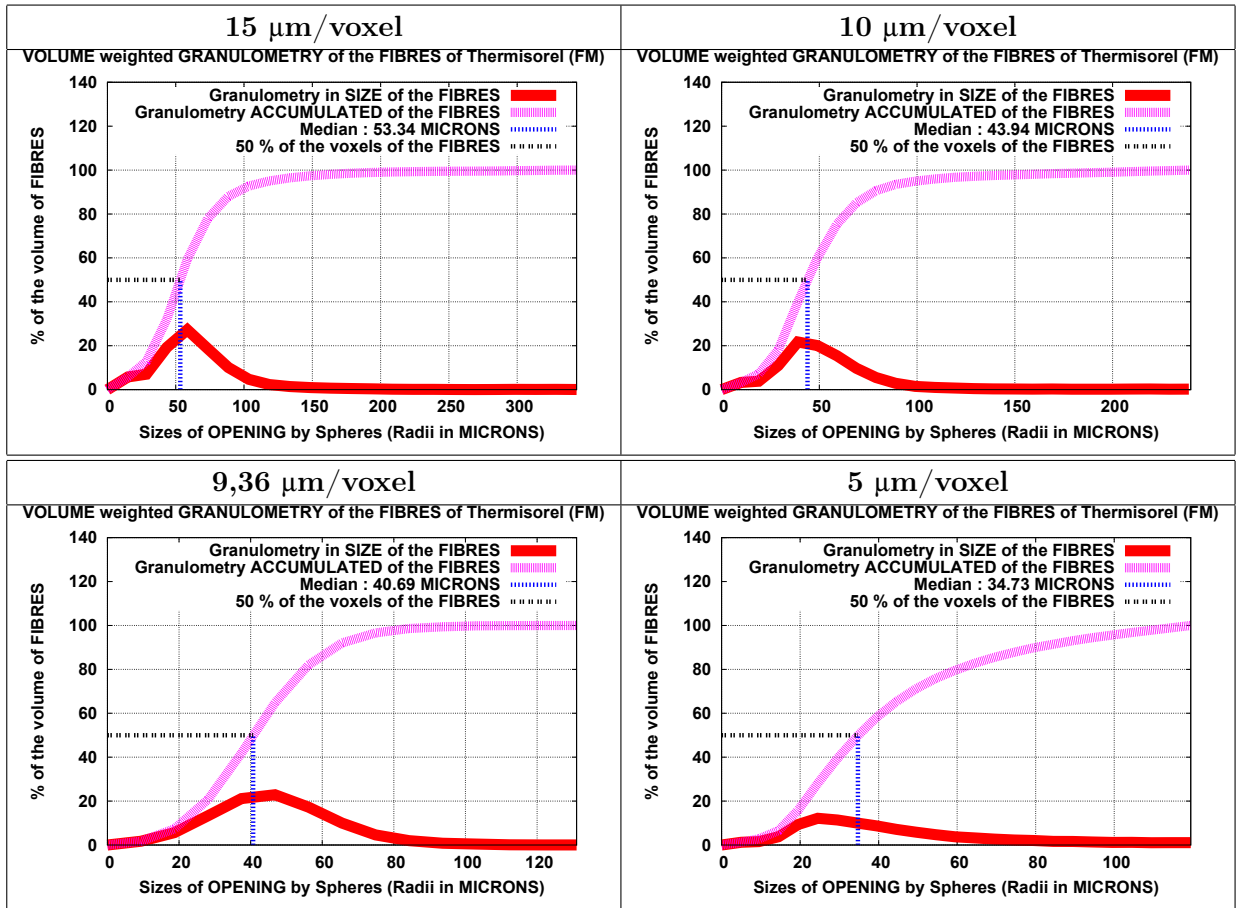 15 µm/voxel
VOLUME weighted GRANULOMETRY of the FIBRES of Thermisorel (FM)
% of the volume of FIBRES
140
120
100
80
60
40
20
0
Granulometry in SIZE of the FIBRES
Granulometry ACCUMULATED of the FIBRES
Median : 53.34 MICRONS
50 % of the voxels of the FIBRES
0 50 100 150 200 250 300
Sizes of OPENING by Spheres (Radii in MICRONS)
10 µm/voxel
VOLUME weighted GRANULOMETRY of the FIBRES of Thermisorel (FM)
% of the volume of FIBRES
140
120
100
80
60
40
20
0
Granulometry in SIZE of the FIBRES
Granulometry ACCUMULATED of the FIBRES
Median : 43.94 MICRONS
50 % of the voxels of the FIBRES
0 50 100 150 200
Sizes of OPENING by Spheres (Radii in MICRONS)
9,36 µm/voxel
VOLUME weighted GRANULOMETRY of the FIBRES of Thermisorel (FM)
% of the volume of FIBRES
140
120
100
80
60
40
20
0
Granulometry in SIZE of the FIBRES
Granulometry ACCUMULATED of the FIBRES
Median : 40.69 MICRONS
50 % of the voxels of the FIBRES
0 20 40 60 80 100 120
Sizes of OPENING by Spheres (Radii in MICRONS)
5 µm/voxel
VOLUME weighted GRANULOMETRY of the FIBRES of Thermisorel (FM)
% of the volume of FIBRES
140
120
100
80
60
40
20
0
Granulometry in SIZE of the FIBRES
Granulometry ACCUMULATED of the FIBRES
Median : 34.73 MICRONS
50 % of the voxels of the FIBRES
0 20 40 60 80 100
Sizes of OPENING by Spheres (Radii in MICRONS)